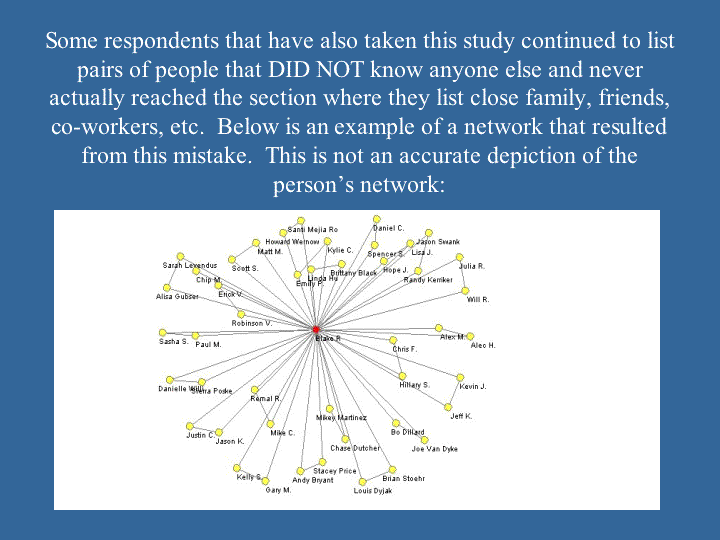 Some respondents that have also taken this study continued to list
pairs of people that DID NOT know anyone else and never
actually reached the section where they list close family, friends,
co-workers, etc.  Below is an example of a network that resulted
from this mistake.  This is not an accurate depiction of the
person’s network:
Santi Mejia Ro
Daniel C.
Howard Wernow
Jason Swank
Matt M.
Kylie C.
Spencer S.
Lisa J.
Sarah Levendus
Scott S.
Brittany Black
Hope J.
Julia R.
Chip M.
Linda Hu
Emily P.
Randy Kemker
Alisa Gubser
Erick V.
Will R.
Robinson V.
Sasha S.
Paul M.
Blake R
Alex M.
Alec H.
Chris F.
Danielle Will
Sierra Poske
Hillary S.
Kevin J.
Remal R.
Mikey Martinez
Jeff K.
Justin C.
Jason K.
Mike C.
Bo Dillard
Chase Dutcher
Joe Van Dyke
Kelly S.
Stacey Price
Andy Bryant
Brian Stoehr
Gary M.
Louis Dyjak